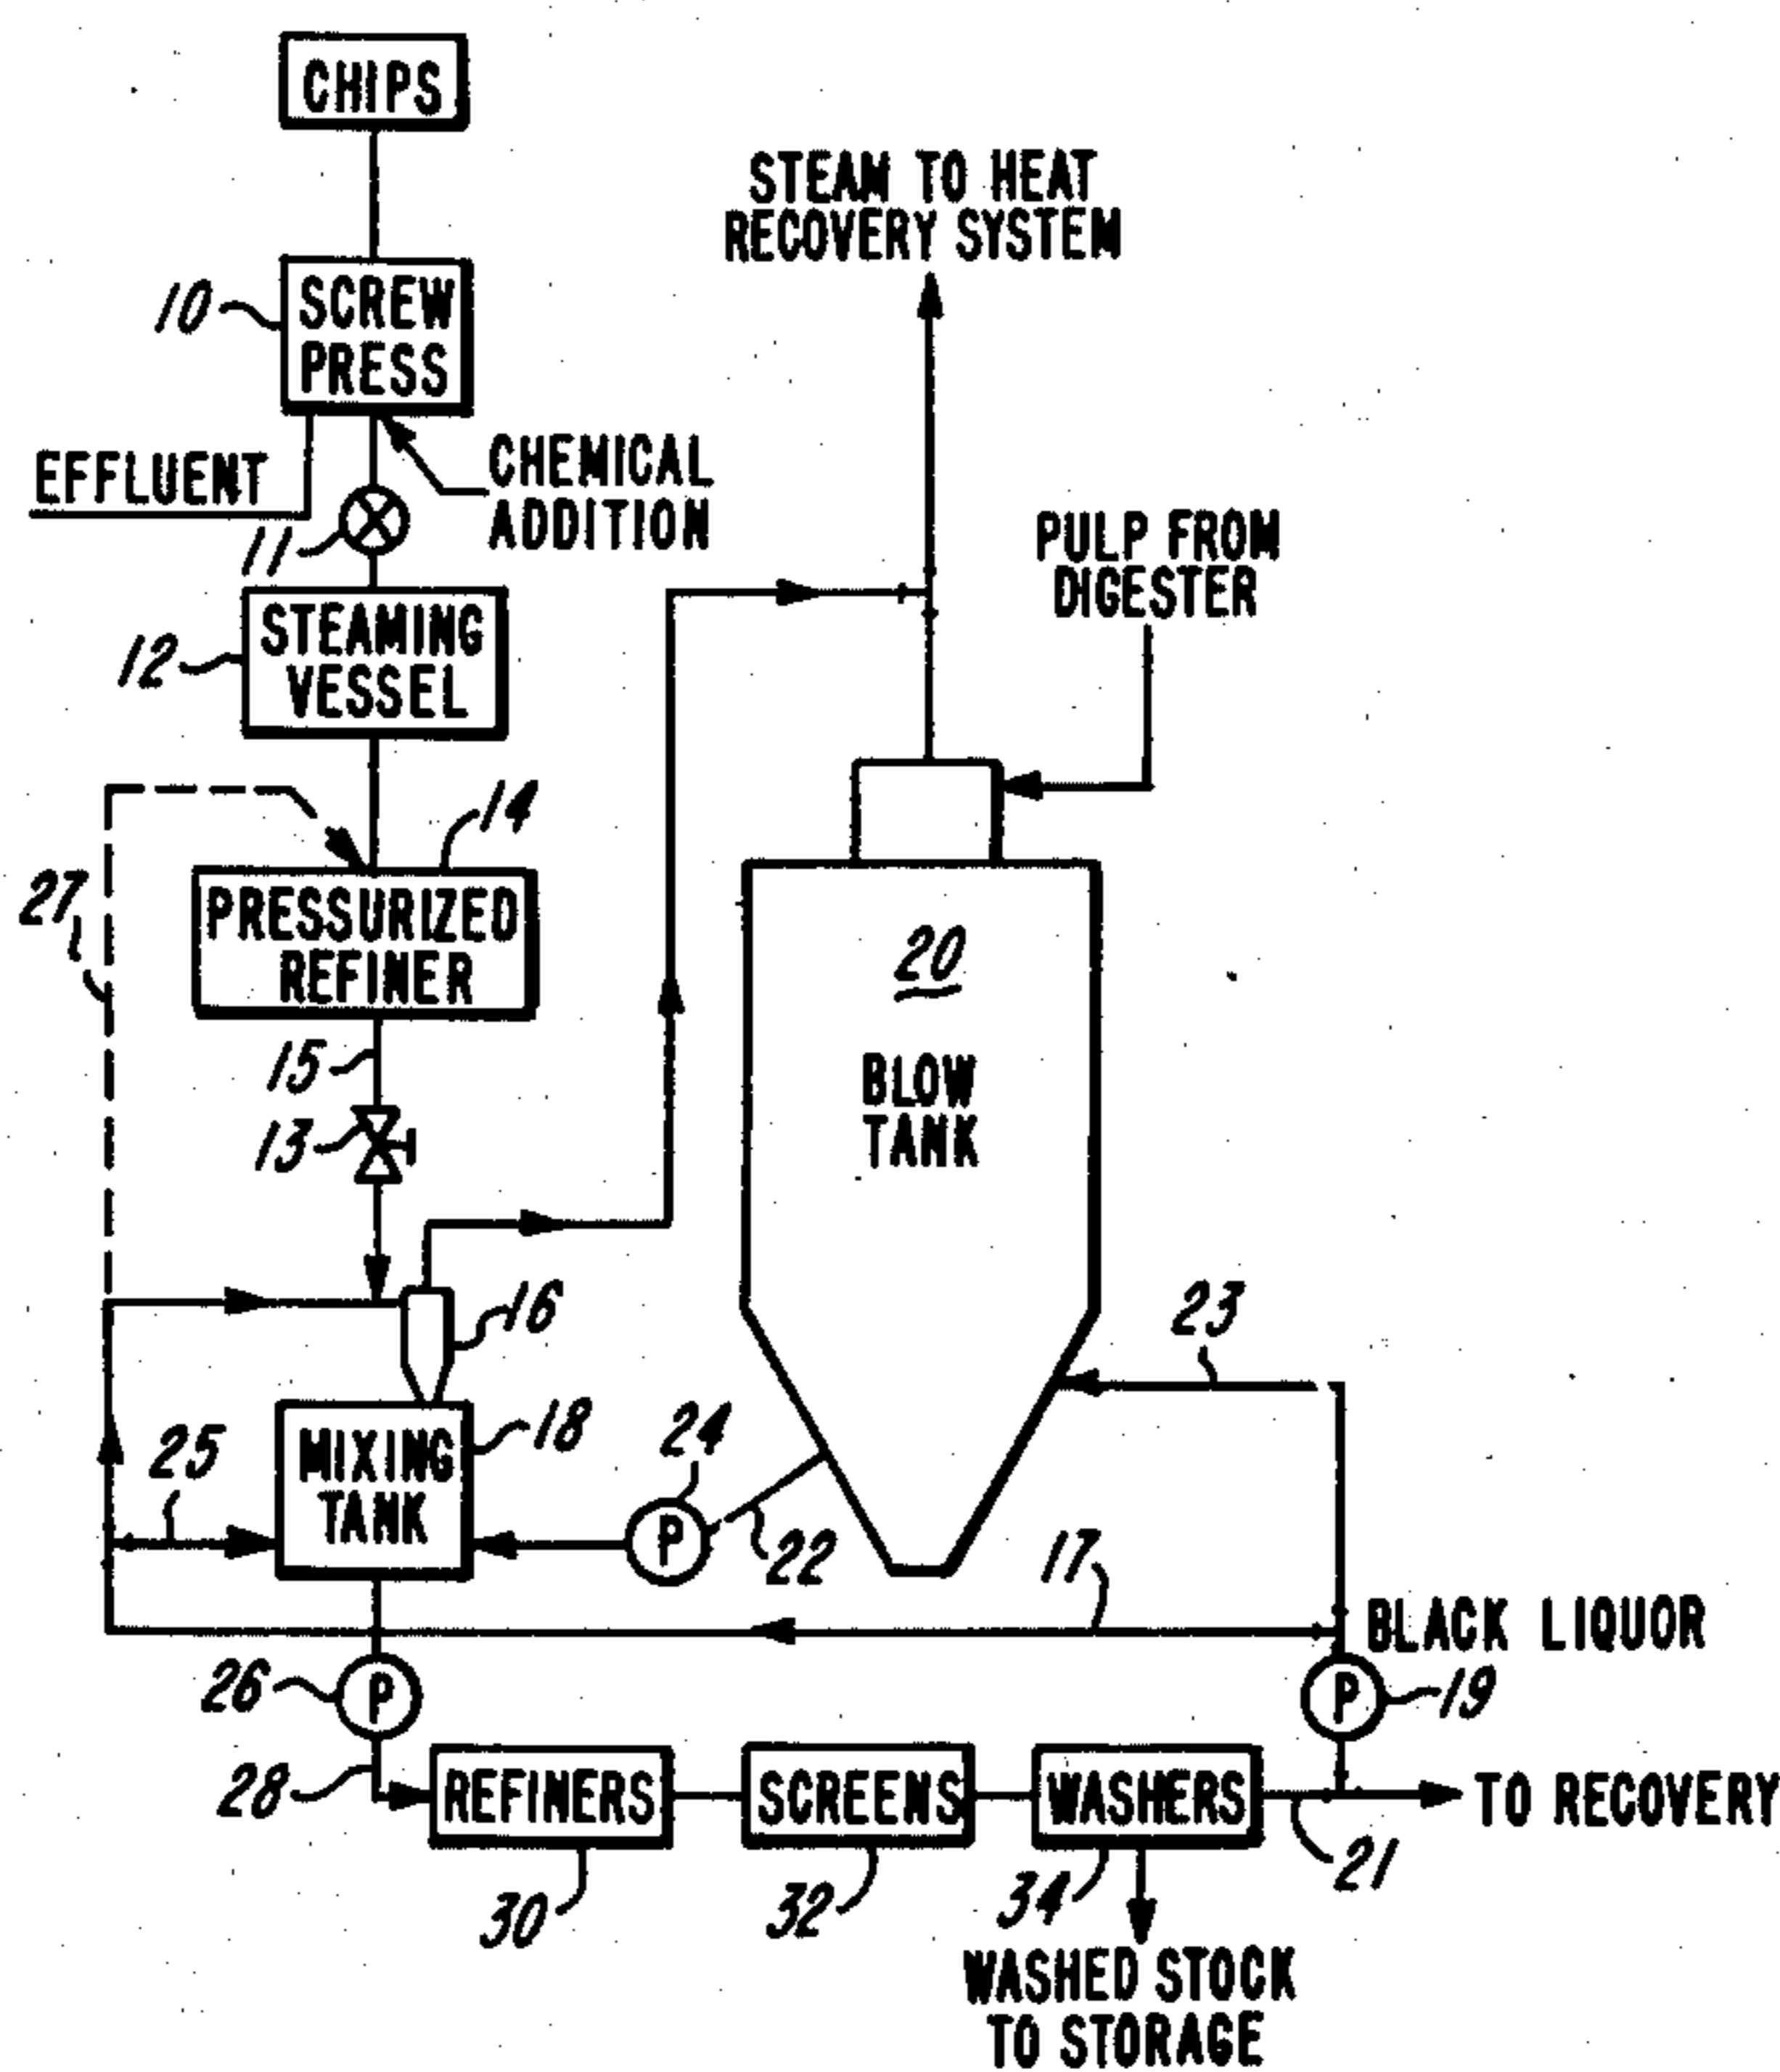 CHIPS
STEAM TO HEAT
RECOVERY SYSTEM
10
SCREW
PRESS
EFFLUENT
CHEMICAL
ADDITION
11
PULP FROM
DIGESTER
12
STEAMING
VESSEL
14
27
PRESSURIZED
REFINER
20
15
BLOW
TANK
13
16
23
18
24
25
MIXING
TANK
P
22
17
BLACK LIQUOR
26
P
P
19
28
REFINERS
SCREENS
WASHERS
TO RECOVERY
30
32
34
21
WASHED STOCK
TO STORAGE